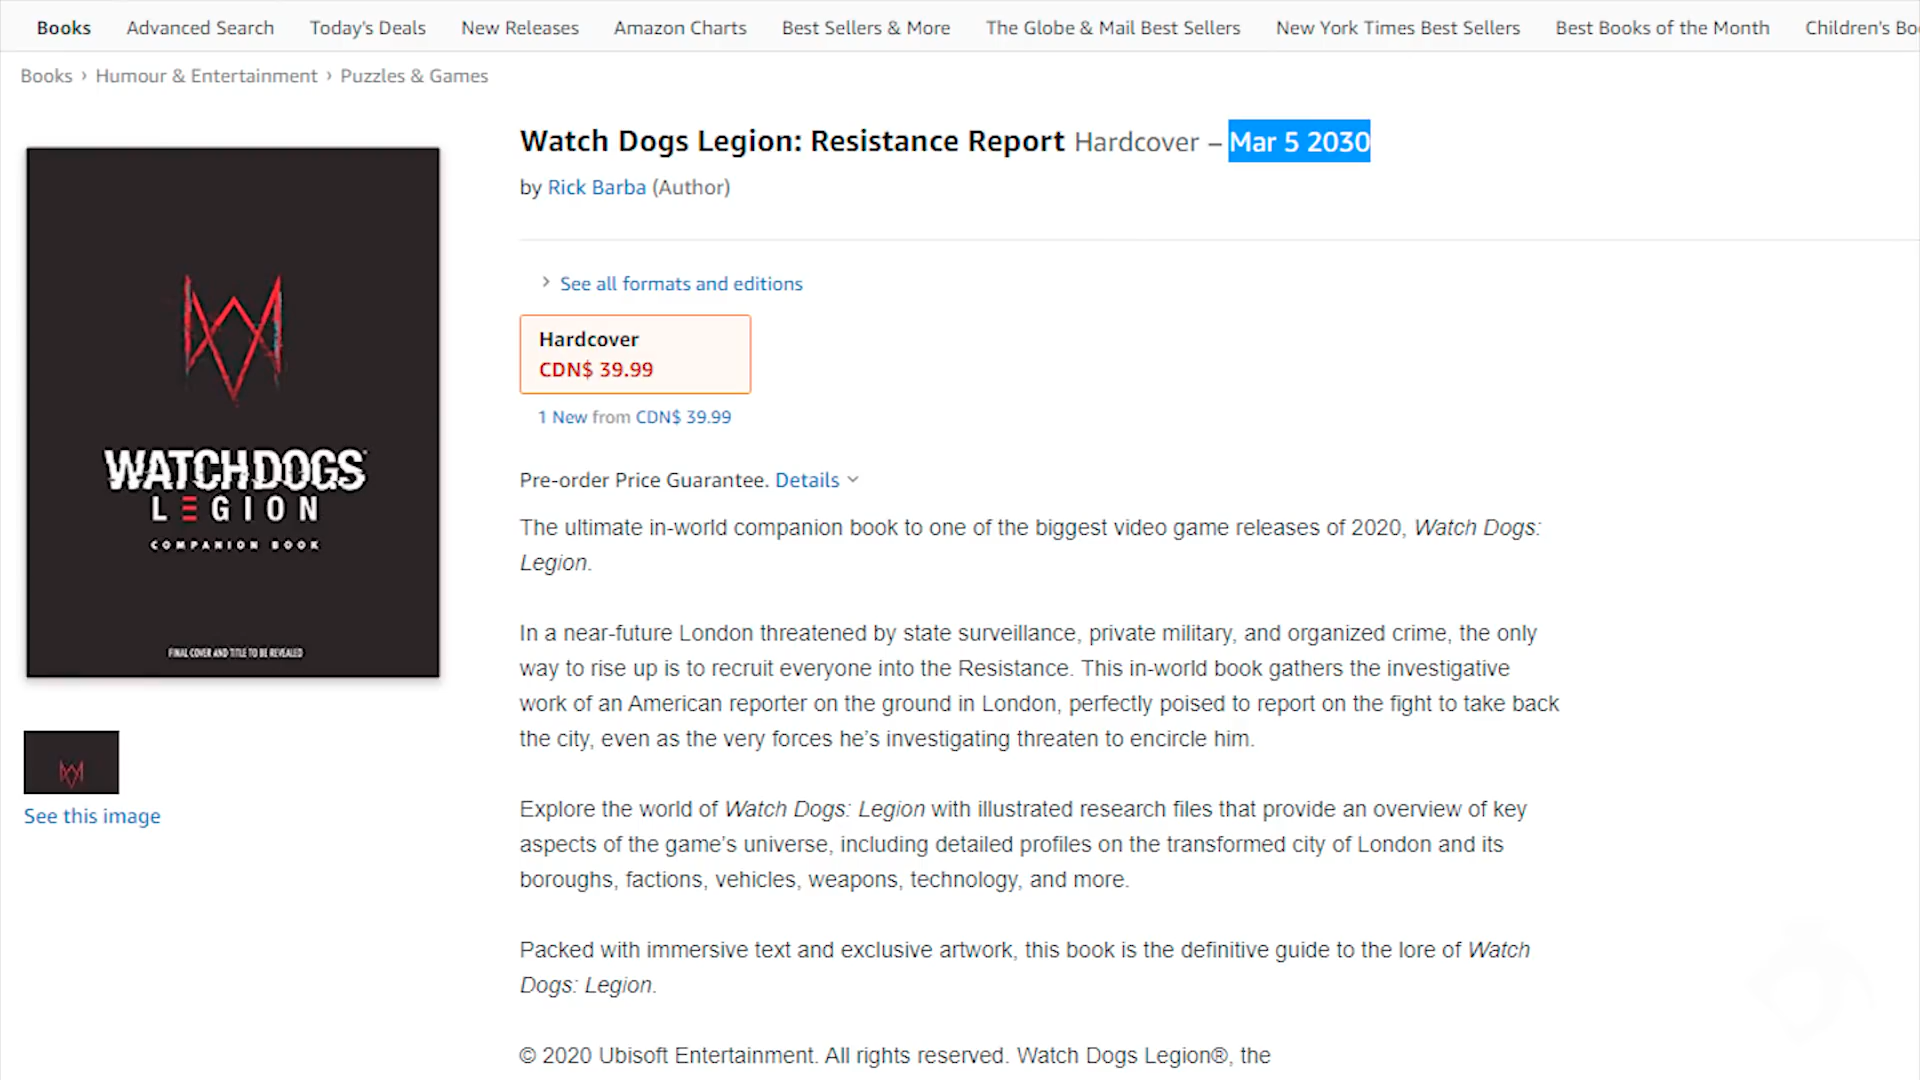 Books Advanced Search Today's Deals New Releases Amazon Charts Best Sellers & More The Globe & Mail Best Sellers New York Times Best Sellers Best Books of the Month Children's Bo
Books › Humour & Entertainment › Puzzles & Games
Watch Dogs Legion: Resistance Report Hardcover – Mar 5 2030
by Rick Barba (Author)
› See all formats and editions
Hardcover
CDN$ 39.99
1 New from CDN$ 39.99
WATCHDOGS
LEGION
COMPANION BOOK
FINAL COVER AND TITLE TO BE REVEALED
See this image
Pre-order Price Guarantee. Details
The ultimate in-world companion book to one of the biggest video game releases of 2020, Watch Dogs:
Legion.
In a near-future London threatened by state surveillance, private military, and organized crime, the only
way to rise up is to recruit everyone into the Resistance. This in-world book gathers the investigative
work of an American reporter on the ground in London, perfectly poised to report on the fight to take back
the city, even as the very forces he's investigating threaten to encircle him.
Explore the world of Watch Dogs: Legion with illustrated research files that provide an overview of key
aspects of the game's universe, including detailed profiles on the transformed city of London and its
boroughs, factions, vehicles, weapons, technology, and more.
Packed with immersive text and exclusive artwork, this book is the definitive guide to the lore of Watch
Dogs: Legion.
© 2020 Ubisoft Entertainment. All rights reserved. Watch Dogs Legion®, the